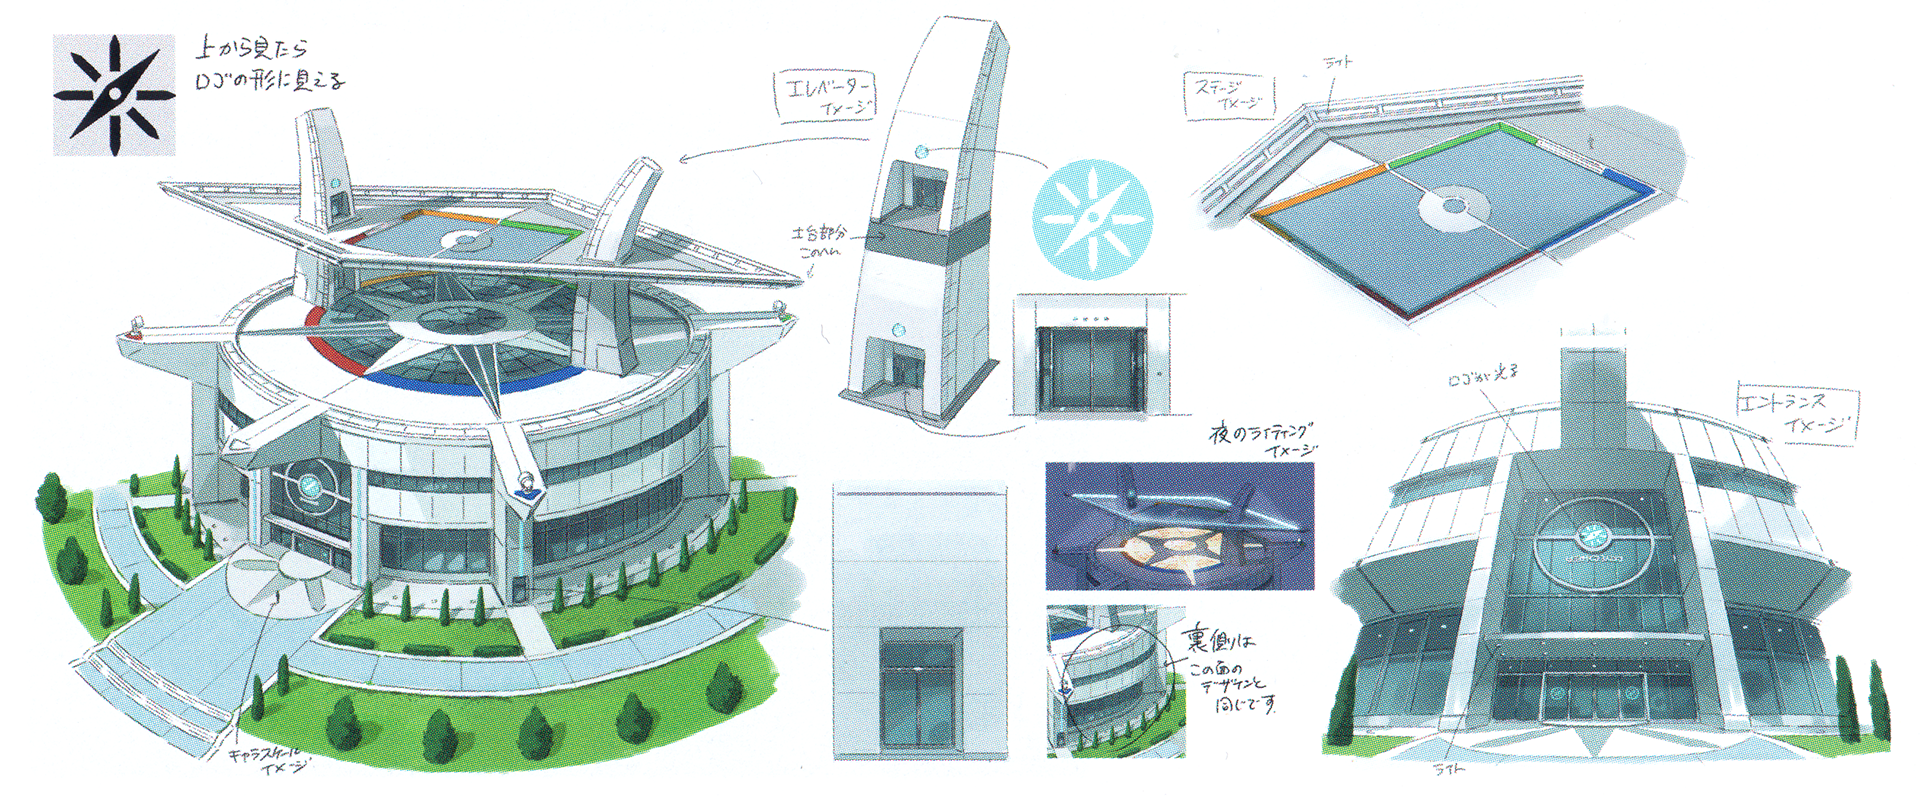 上から見たら
ロゴの形に見える
エレベーター
イメージ
土台部分
このへん
ステージ
イメージ
ライト
夜のライティング
イメージ
裏側は
この面の
デザインと
同じです
ロゴが光る
エントランス
イメージ
ライト
キャラスケール
イメージ